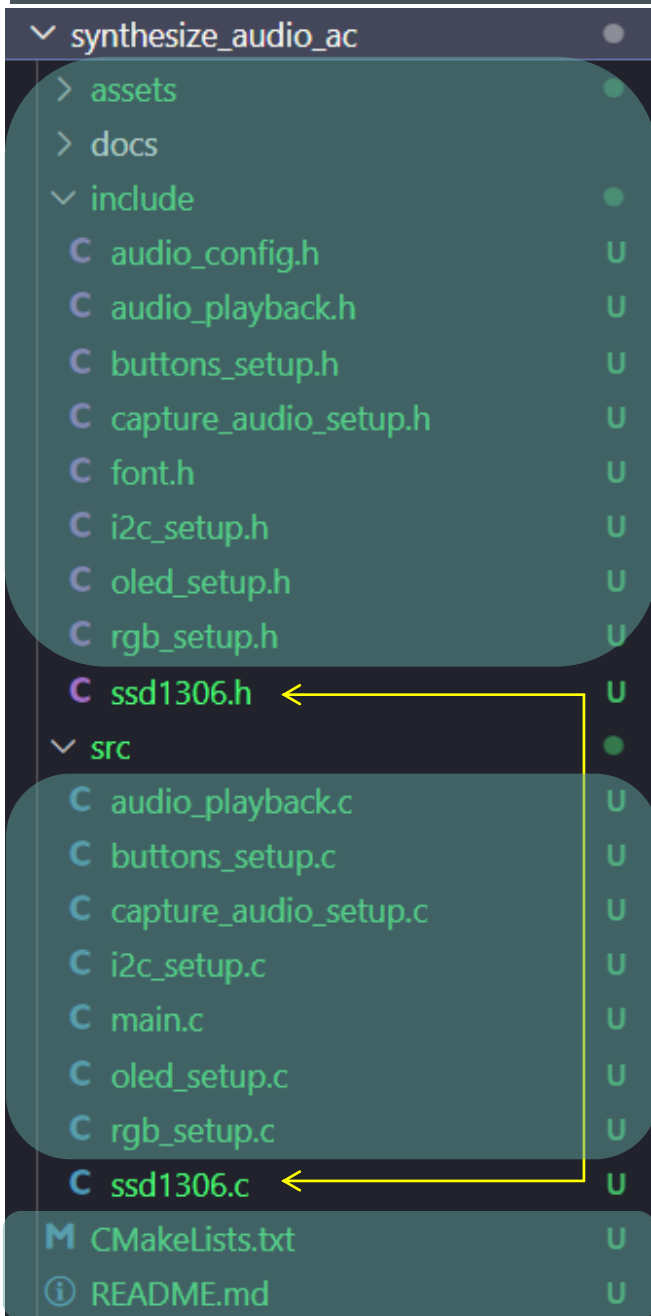 synthesize_audio_ac
assets
docs
include
C audio_config.h U
C audio_playback.h U
C buttons_setup.h U
C capture_audio_setup.h U
C font.h U
C i2c_setup.h U
C oled_setup.h U
C rgb_setup.h U
C ssd1306.h U
src
C audio_playback.c U
C buttons_setup.c U
C capture_audio_setup.c U
C i2c_setup.c U
C main.c U
C oled_setup.c U
C rgb_setup.c U
C ssd1306.c U
M CMakeLists.txt U
README.md U